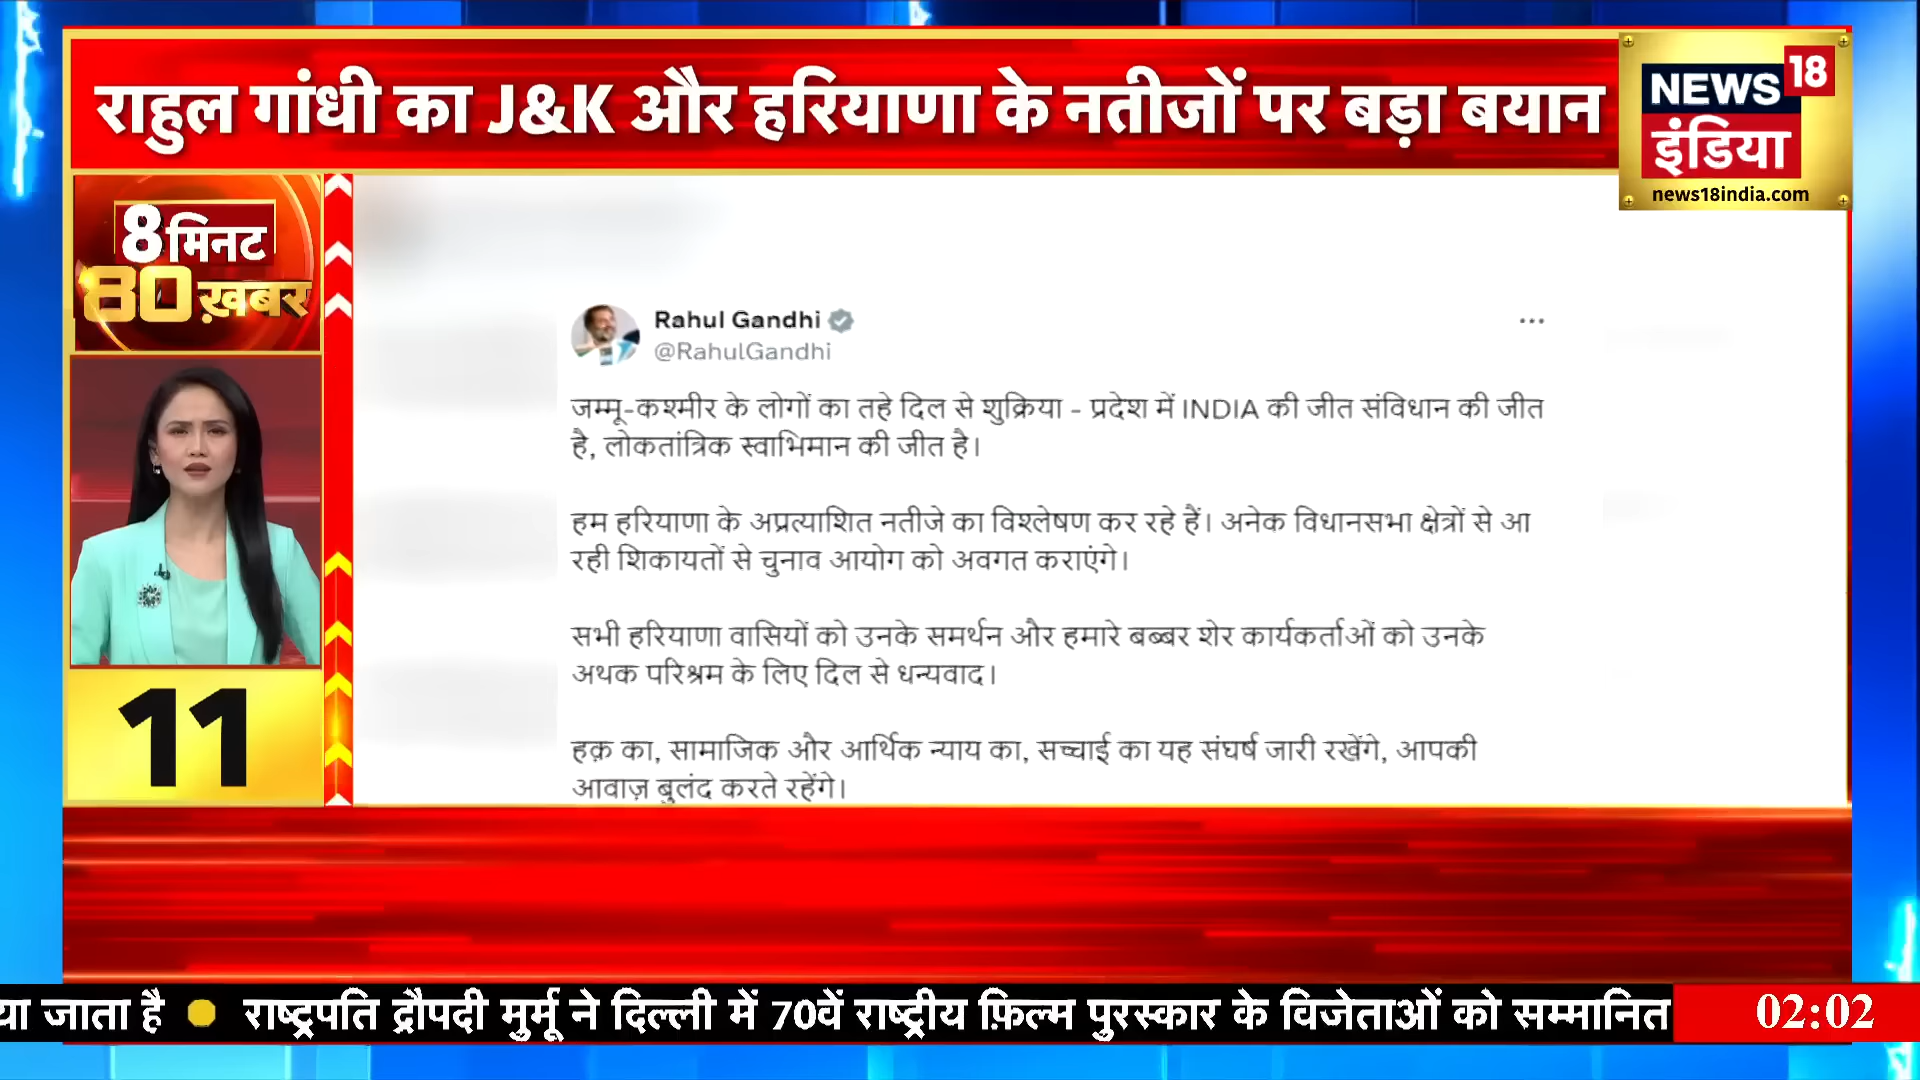 राहुल गांधी का J&K और हरियाणा के नतीजों पर बड़ा बयान
NEWS 18
इंडिया
news18india.com
8 मिनट
80 ख़बर
11
Rahul Gandhi
@RahulGandhi
जम्मू-कश्मीर के लोगों का तहे दिल से शुक्रिया - प्रदेश में INDIA की जीत संविधान की जीत
है, लोकतांत्रिक स्वाभिमान की जीत है।
हम हरियाणा के अप्रत्याशित नतीजे का विश्लेषण कर रहे हैं। अनेक विधानसभा क्षेत्रों से आ
रही शिकायतों से चुनाव आयोग को अवगत कराएंगे।
सभी हरियाणा वासियों को उनके समर्थन और हमारे बब्बर शेर कार्यकर्ताओं को उनके
अथक परिश्रम के लिए दिल से धन्यवाद।
हक़ का, सामाजिक और आर्थिक न्याय का, सच्चाई का यह संघर्ष जारी रखेंगे, आपकी
आवाज़ बुलंद करते रहेंगे।
या जाता है ● राष्ट्रपति द्रौपदी मुर्मू ने दिल्ली में 70वें राष्ट्रीय फ़िल्म पुरस्कार के विजेताओं को सम्मानित
02:02